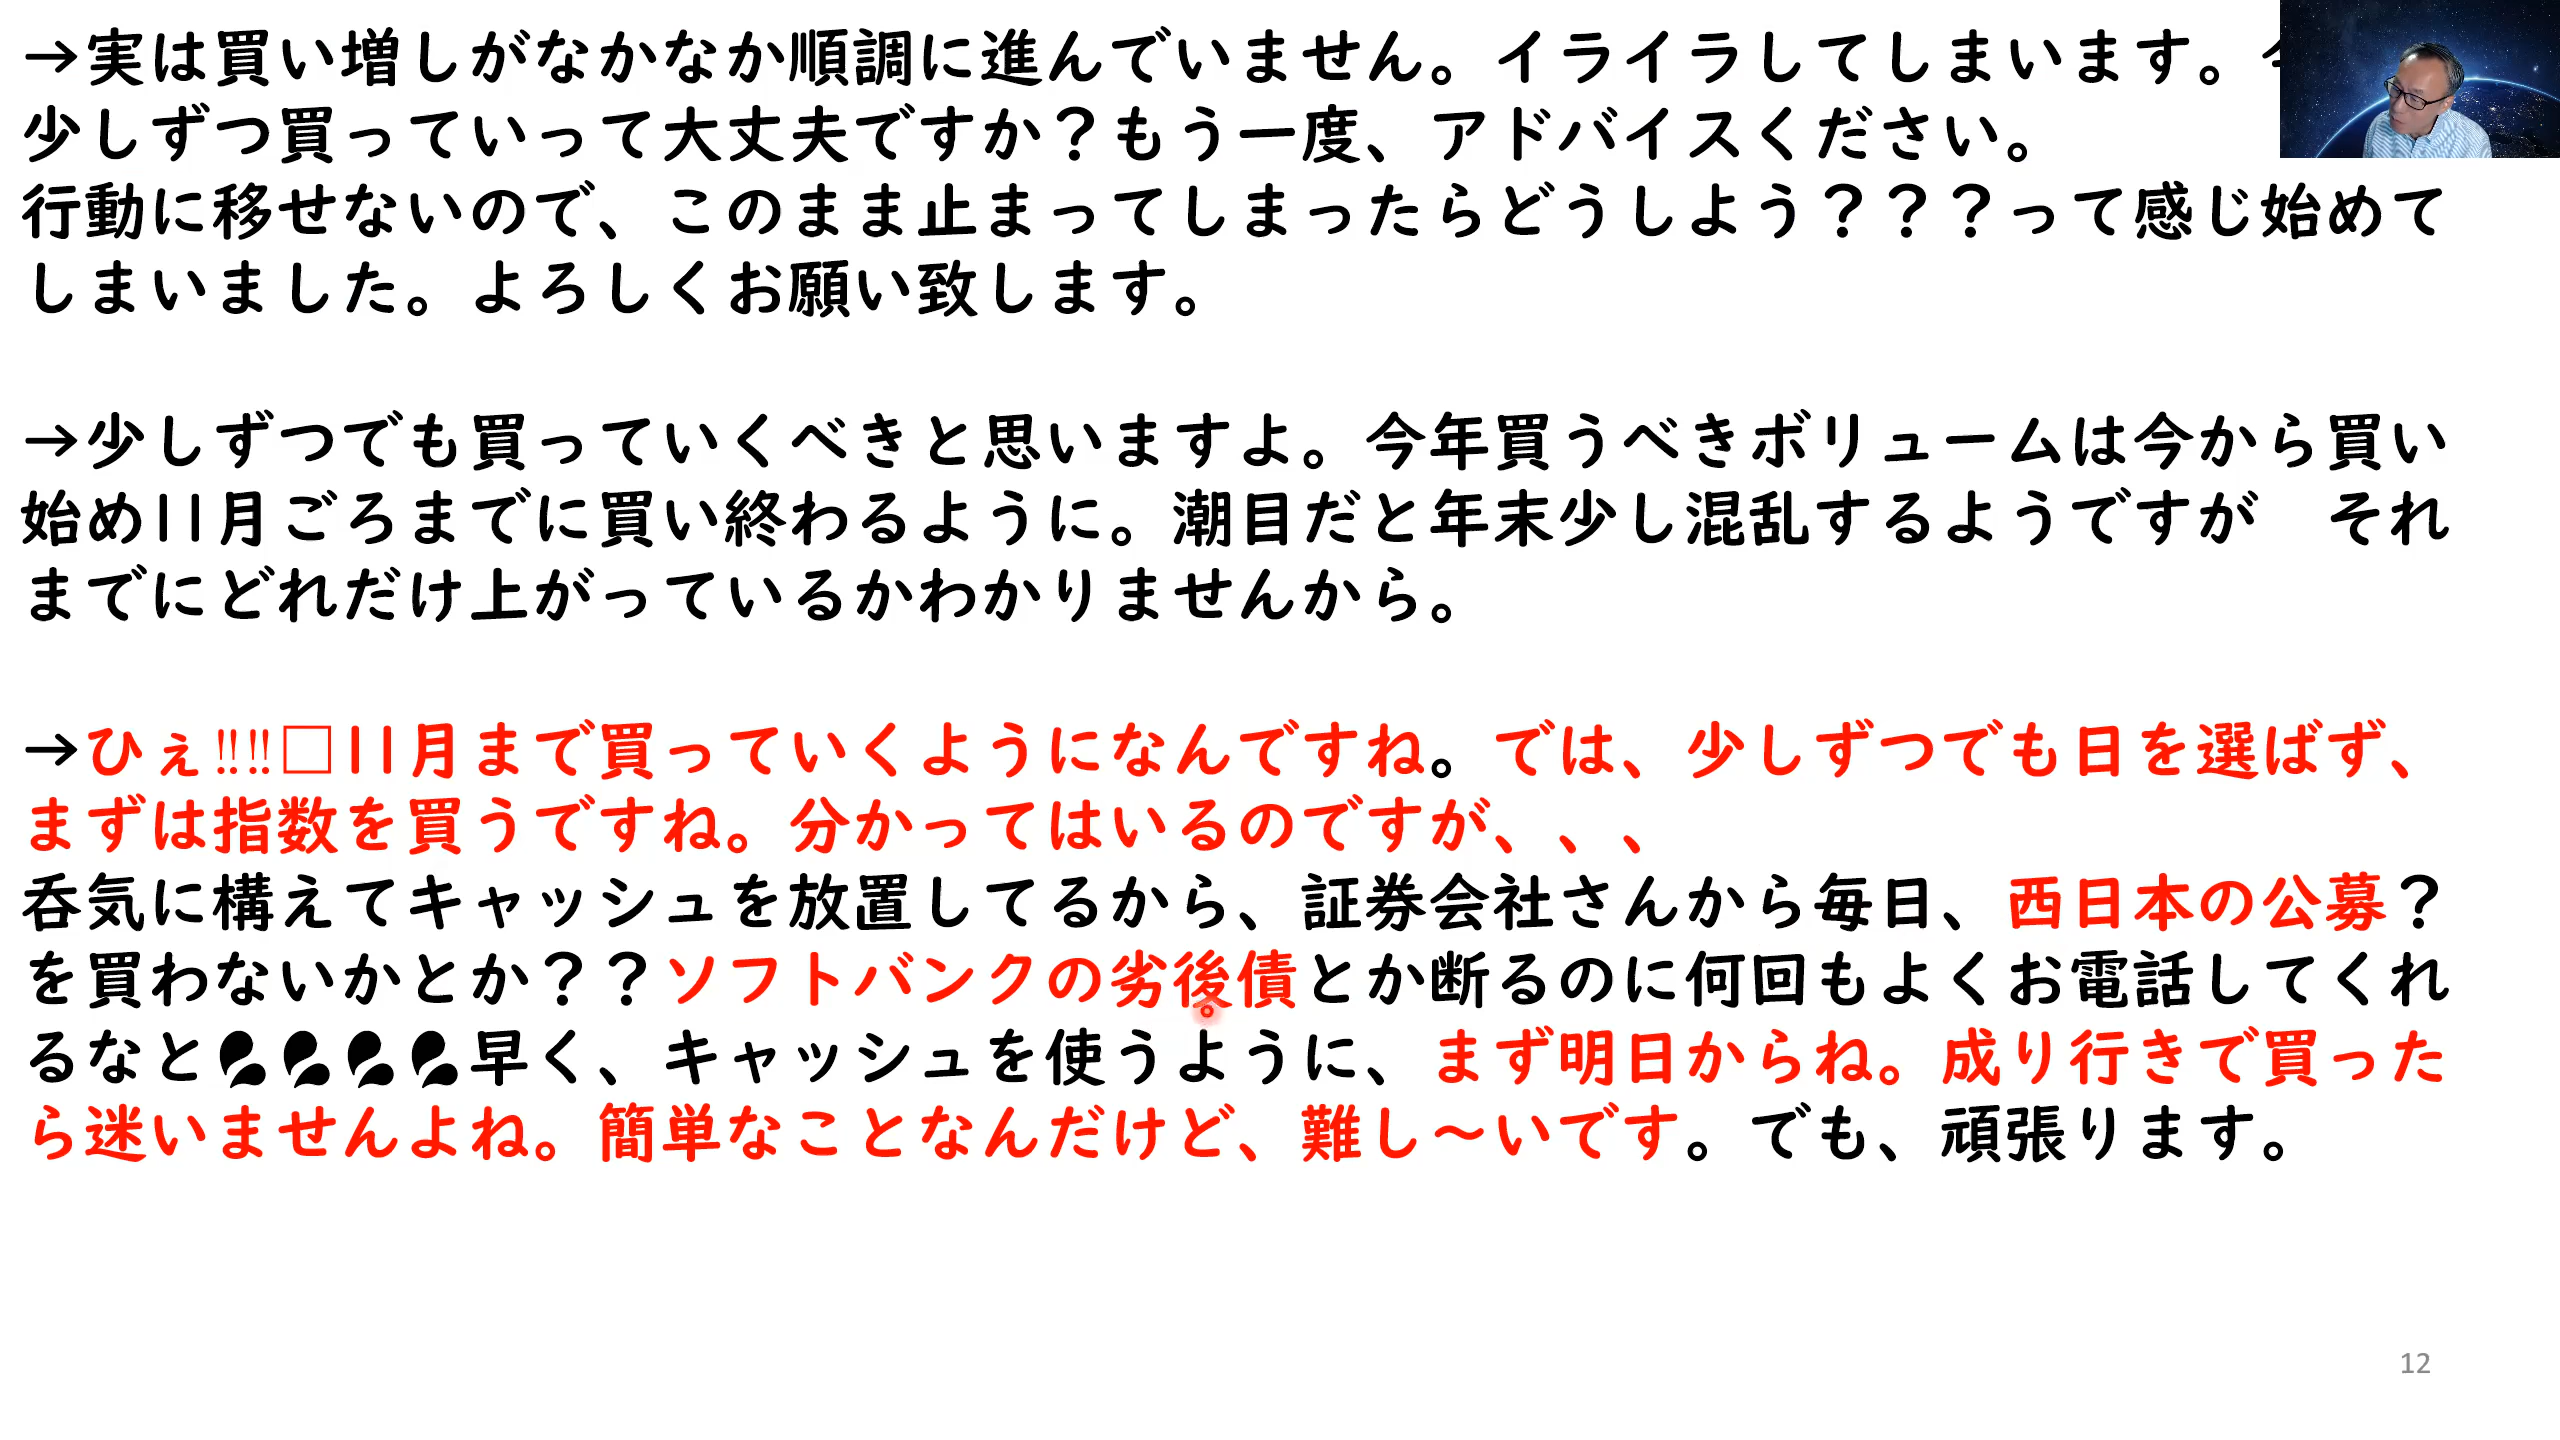 →実は買い増しがなかなか順調に進んでいません。イライラしてしまいます。
少しずつ買っていって大丈夫ですか？もう一度、アドバイスください。
行動に移せないので、このまま止まってしまったらどうしよう？？？って感じ始めて
しまいました。よろしくお願い致します。
→少しずつでも買っていくべきと思いますよ。今年買うべきボリュームは今から買い
始め11月ごろまでに買い終わるように。潮目だと年末少し混乱するようですが　それ
までにどれだけ上がっているかわかりませんから。
→ひぇ‼‼□11月まで買っていくようになんですね。では、少しずつでも日を選ばず、
まずは指数を買うですね。分かってはいるのですが、、、
呑気に構えてキャッシュを放置してるから、証券会社さんから毎日、西日本の公募？
を買わないかとか？？ソフトバンクの劣後債とか断るのに何回もよくお電話してくれ
るなと💦💦💦💦早く、キャッシュを使うように、まず明日からね。成り行きで買った
ら迷いませんよね。簡単なことなんだけど、難し～いです。でも、頑張ります。
12